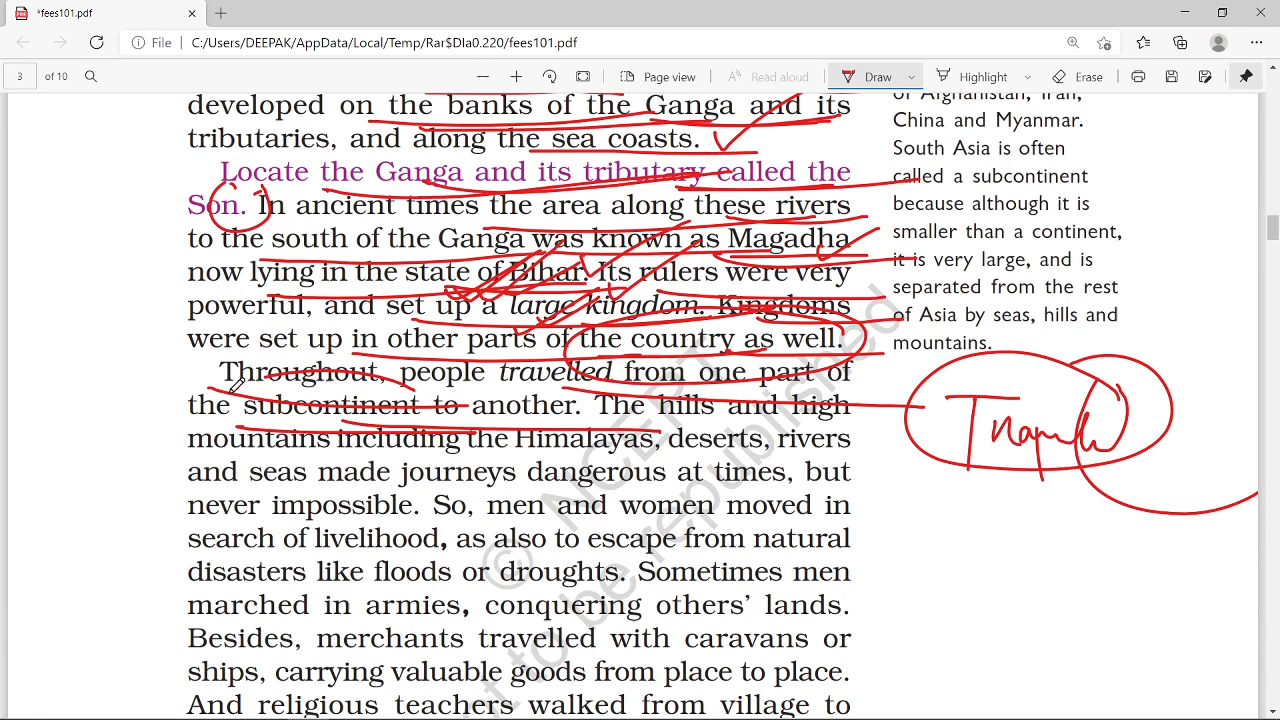 *fees101.pdf
File C:/Users/DEEPAK/AppData/Local/Temp/Rar$DIa0.220/fees101.pdf
3 of 10 Page view Read aloud Draw Highlight Erase
developed on the banks of the Ganga and its
tributaries, and along the sea coasts.
Locate the Ganga and its tributary called the
Son. In ancient times the area along these rivers
to the south of the Ganga was known as Magadha
now lying in the state of Bihar. Its rulers were very
powerful, and set up a large kingdom. Kingdoms
were set up in other parts of the country as well.
Throughout, people travelled from one part of
the subcontinent to another. The hills and high
mountains including the Himalayas, deserts, rivers
and seas made journeys dangerous at times, but
never impossible. So, men and women moved in
search of livelihood, as also to escape from natural
disasters like floods or droughts. Sometimes men
marched in armies, conquering others' lands.
Besides, merchants travelled with caravans or
ships, carrying valuable goods from place to place.
And religious teachers walked from village to
of Afghanistan, Iran,
China and Myanmar.
South Asia is often
called a subcontinent
because although it is
smaller than a continent,
it is very large, and is
separated from the rest
of Asia by seas, hills and
mountains.
© NCERT
not to be republished